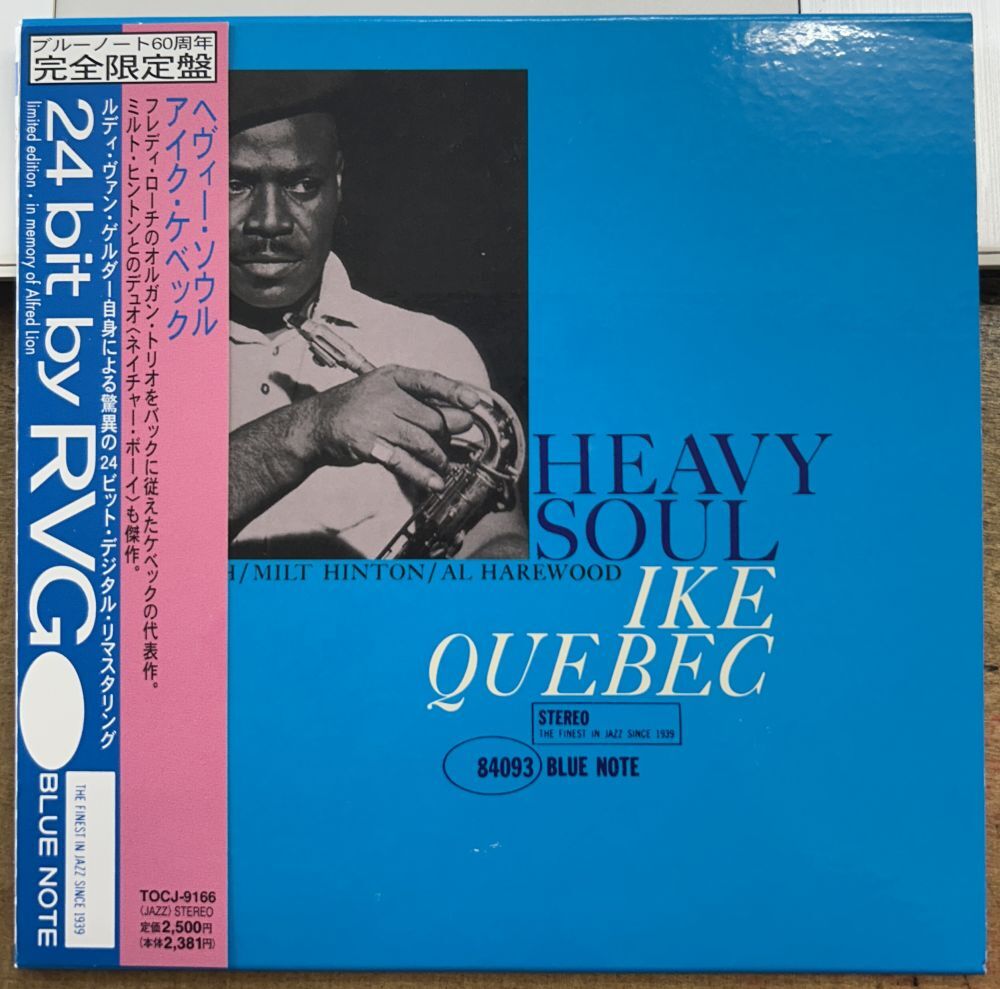 ブルーノート60周年
完全限定盤
ヘヴィー・ソウル
アイク・ケベック
フレディ・ローチのオルガン・トリオをバックに従えたケベックの代表作。
ミルト・ヒントンとのデュオ〈ネイチャー・ボーイ〉も傑作。
ルディ・ヴァン・ゲルダー自身による驚異の24ビット・デジタル・リマスタリング
24 bit by RVG
limited edition・in memory of Alfred Lion
BLUE NOTE
THE FINEST IN JAZZ SINCE 1939
TOCJ-9166
(JAZZ) STEREO
定価2,500円
(本体2,381円)
HEAVY
SOUL
H/MILT HINTON/AL HAREWOOD
IKE
QUEBEC
STEREO
THE FINEST IN JAZZ SINCE 1939
84093 BLUE NOTE